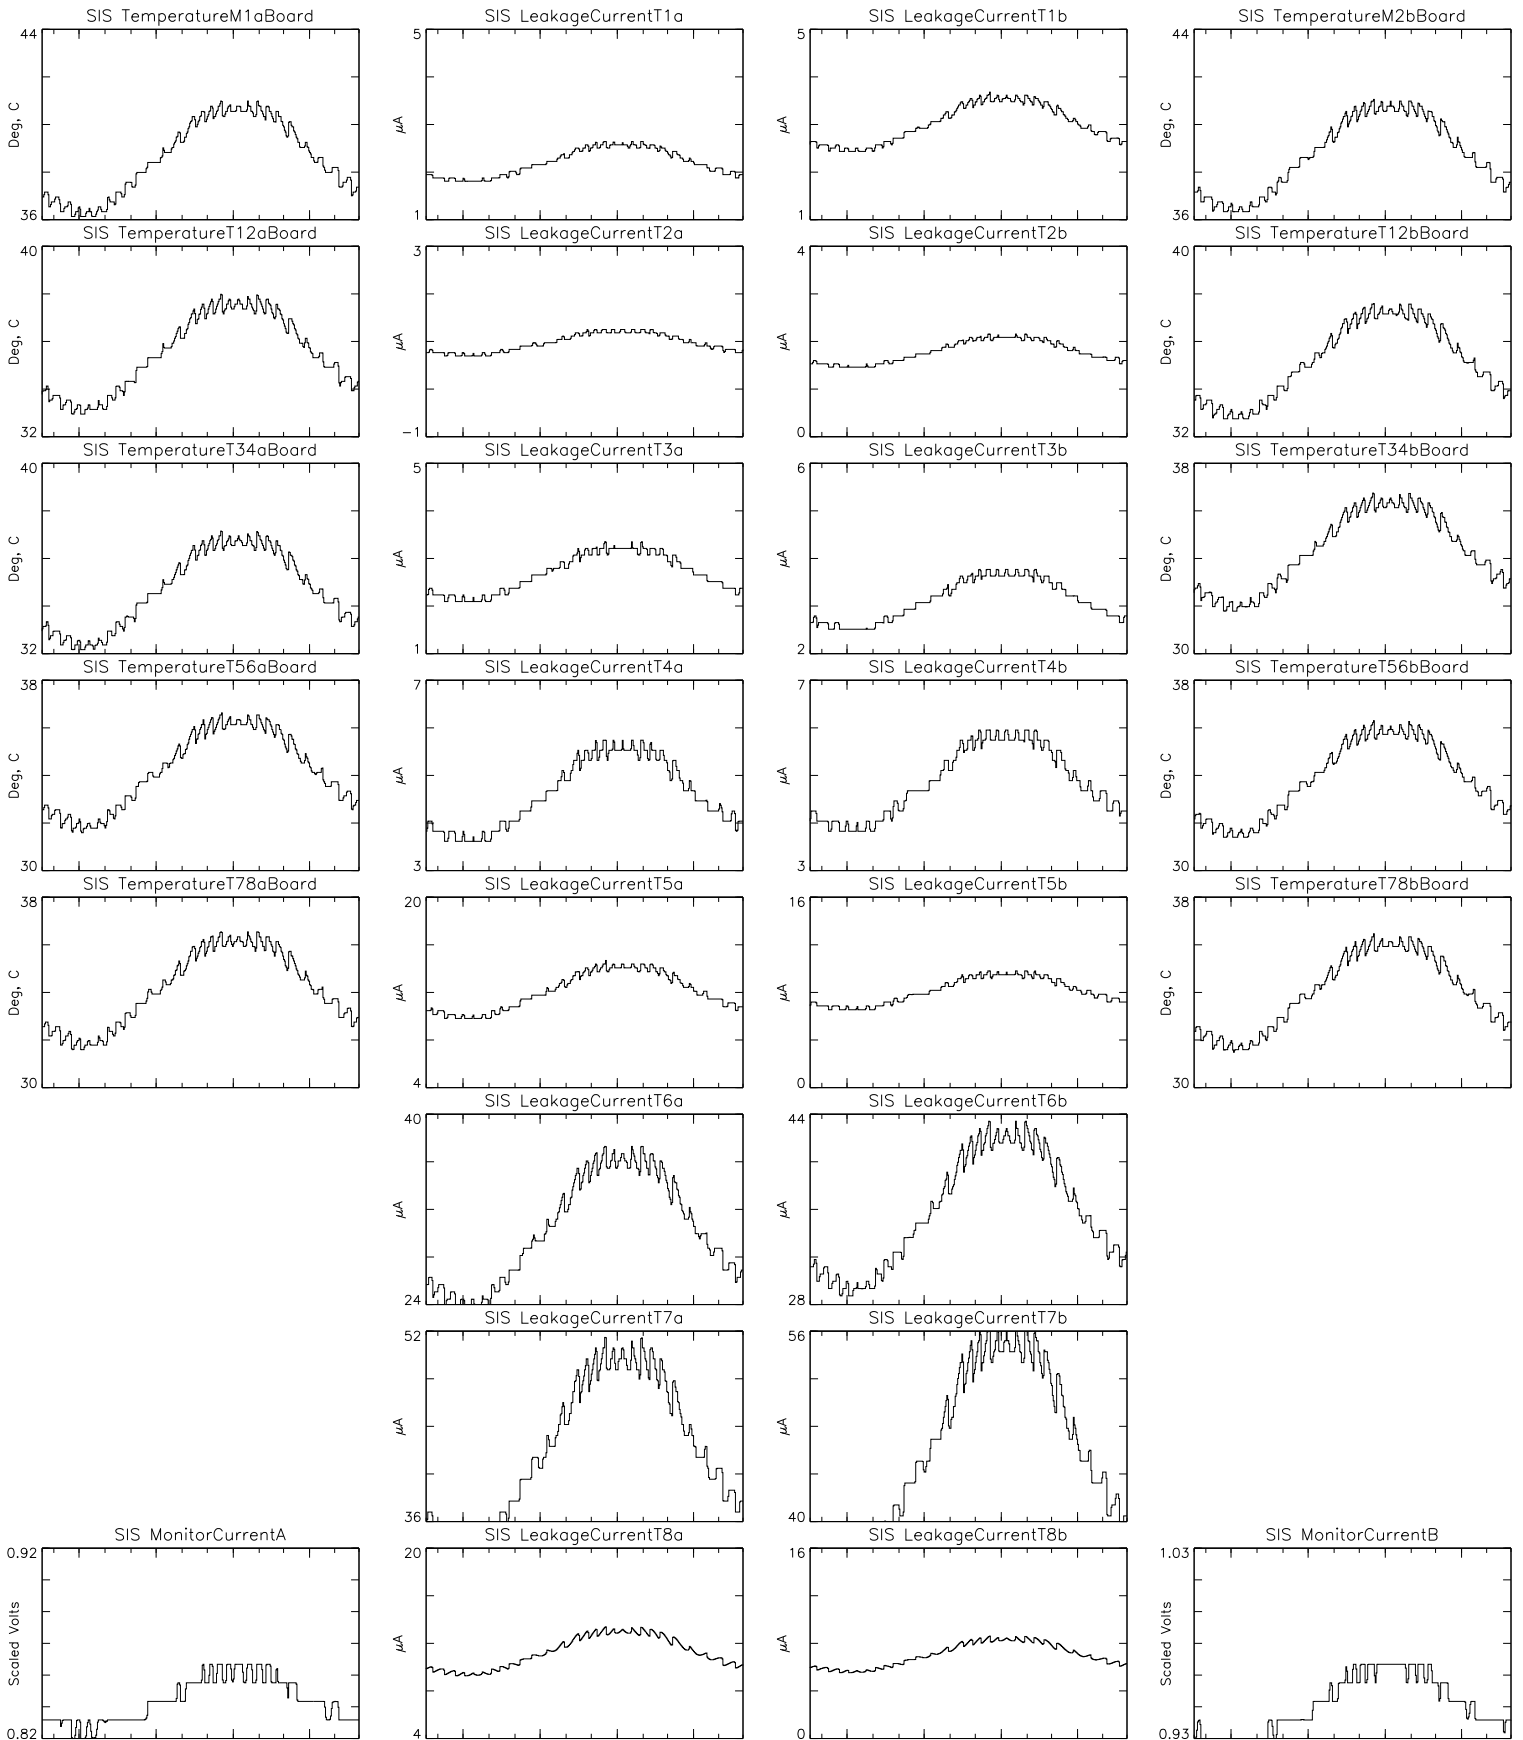 SIS TemperatureM1aBoard
SIS LeakageCurrentT1a
SIS LeakageCurrentT1b
SIS TemperatureM2bBoard
44
Deg, C
36
5
µA
1
5
µA
1
44
Deg, C
36
SIS TemperatureT12aBoard
SIS LeakageCurrentT2a
SIS LeakageCurrentT2b
SIS TemperatureT12bBoard
40
Deg, C
32
3
µA
-1
4
µA
0
40
Deg, C
32
SIS TemperatureT34aBoard
SIS LeakageCurrentT3a
SIS LeakageCurrentT3b
SIS TemperatureT34bBoard
40
Deg, C
32
5
µA
1
6
µA
2
38
Deg, C
30
SIS TemperatureT56aBoard
SIS LeakageCurrentT4a
SIS LeakageCurrentT4b
SIS TemperatureT56bBoard
38
Deg, C
30
7
µA
3
7
µA
3
38
Deg, C
30
SIS TemperatureT78aBoard
SIS LeakageCurrentT5a
SIS LeakageCurrentT5b
SIS TemperatureT78bBoard
38
Deg, C
30
20
µA
4
16
µA
0
38
Deg, C
30
SIS LeakageCurrentT6a
SIS LeakageCurrentT6b
40
µA
24
44
µA
28
SIS LeakageCurrentT7a
SIS LeakageCurrentT7b
52
µA
36
56
µA
40
SIS MonitorCurrentA
SIS LeakageCurrentT8a
SIS LeakageCurrentT8b
SIS MonitorCurrentB
0.92
Scaled Volts
0.82
20
µA
4
16
µA
0
1.03
Scaled Volts
0.93